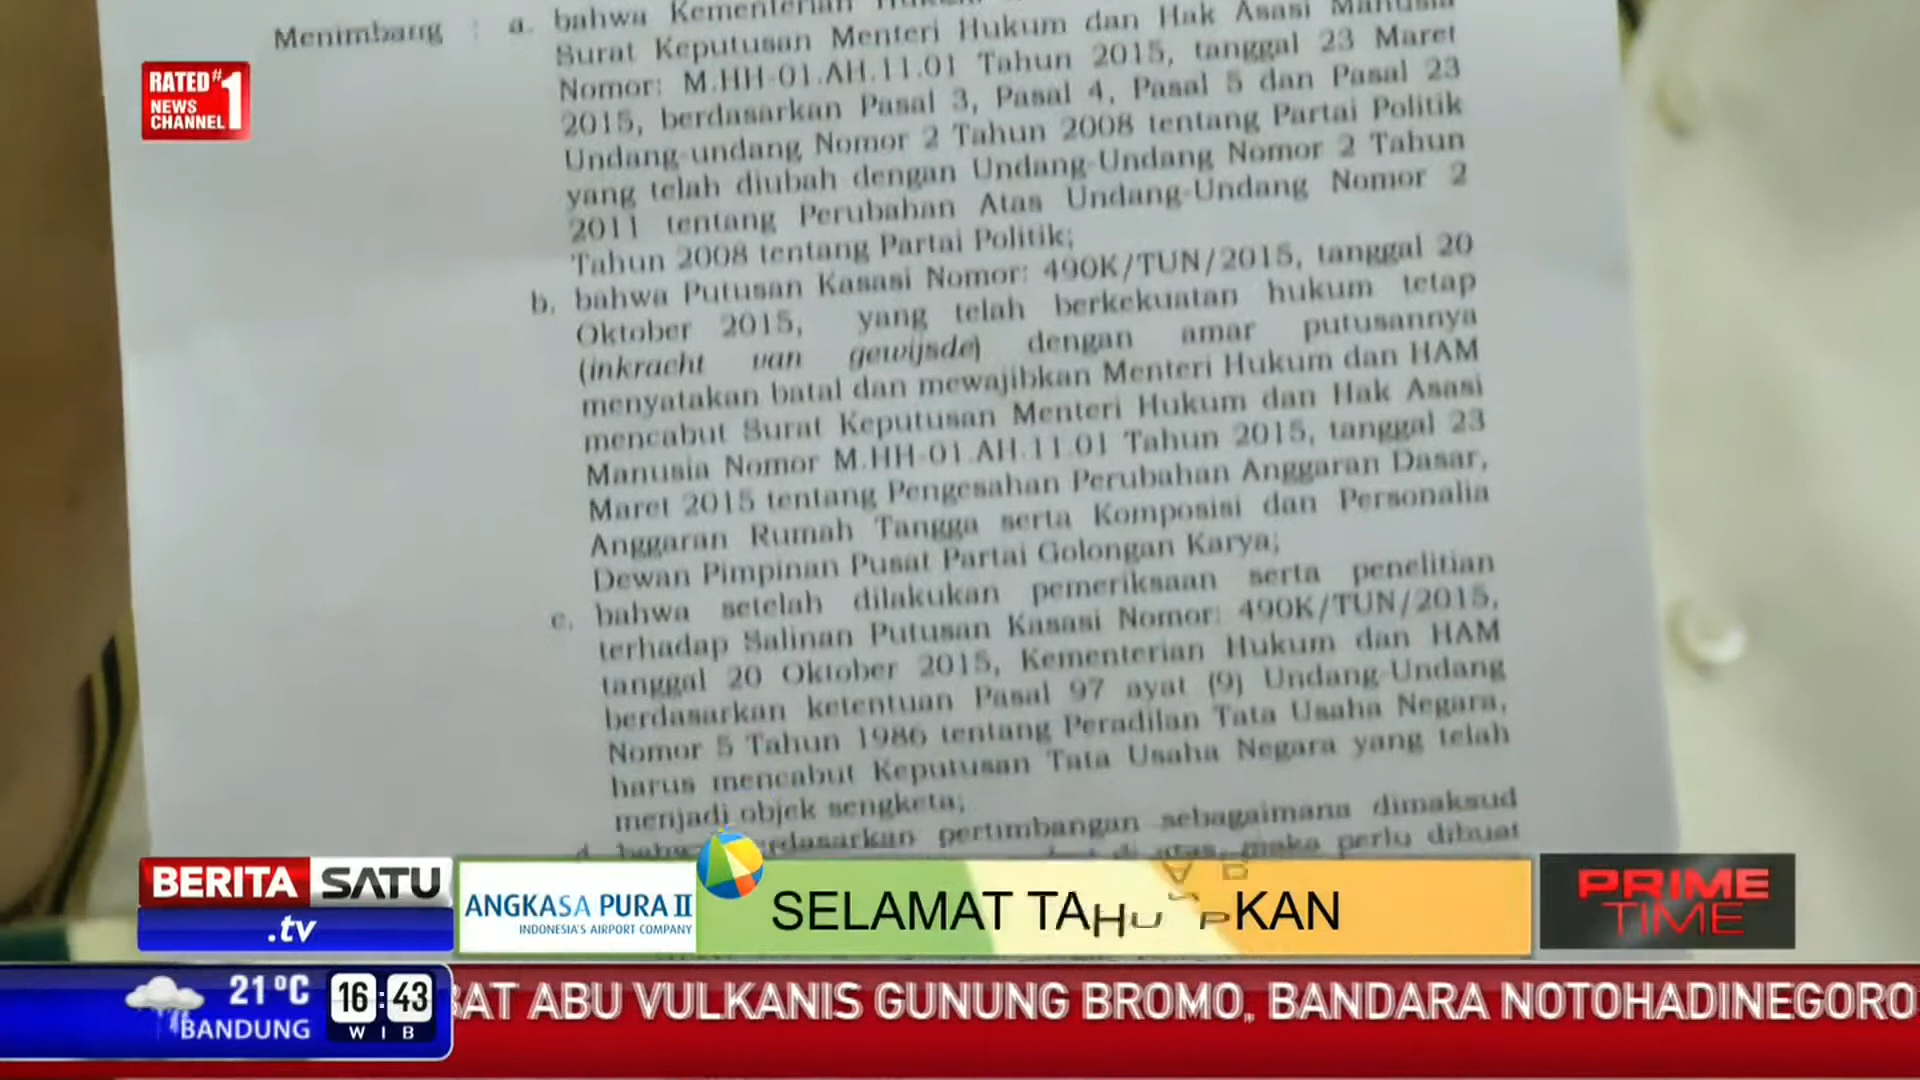 Menimbang : a. bahwa Kementerian
Surat Keputusan Menteri Hukum dan Hak Asasi Manusia
Nomor: M.HH-01.AH.11.01 Tahun 2015, tanggal 23 Maret
2015, berdasarkan Pasal 3, Pasal 4, Pasal 5 dan Pasal 23
Undang-undang Nomor 2 Tahun 2008 tentang Partai Politik
yang telah diubah dengan Undang-Undang Nomor 2 Tahun
2011 tentang Perubahan Atas Undang-Undang Nomor 2
Tahun 2008 tentang Partai Politik;
b. bahwa Putusan Kasasi Nomor: 490K/TUN/2015, tanggal 20
Oktober 2015, yang telah berkekuatan hukum tetap
(inkracht van gewijsde) dengan amar putusannya
menyatakan batal dan mewajibkan Menteri Hukum dan HAM
mencabut Surat Keputusan Menteri Hukum dan Hak Asasi
Manusia Nomor M.HH-01.AH.11.01 Tahun 2015, tanggal 23
Maret 2015 tentang Pengesahan Perubahan Anggaran Dasar,
Anggaran Rumah Tangga serta Komposisi dan Personalia
Dewan Pimpinan Pusat Partai Golongan Karya;
c. bahwa setelah dilakukan pemeriksaan serta penelitian
terhadap Salinan Putusan Kasasi Nomor: 490K/TUN/2015,
tanggal 20 Oktober 2015, Kementerian Hukum dan HAM
berdasarkan ketentuan Pasal 97 ayat (9) Undang-Undang
Nomor 5 Tahun 1986 tentang Peradilan Tata Usaha Negara,
harus mencabut Keputusan Tata Usaha Negara yang telah
menjadi objek sengketa;
pertimbangan sebagaimana dimaksud
di atas, maka perlu dibuat
RATED #1
NEWS
CHANNEL
BERITA SATU
.tv
ANGKASA PURA II
INDONESIA'S AIRPORT COMPANY
SELAMAT
PRIME
TIME
21°C
BANDUNG
16:43
WIB
BAT ABU VULKANIS GUNUNG BROMO, BANDARA NOTOHADINEGORO